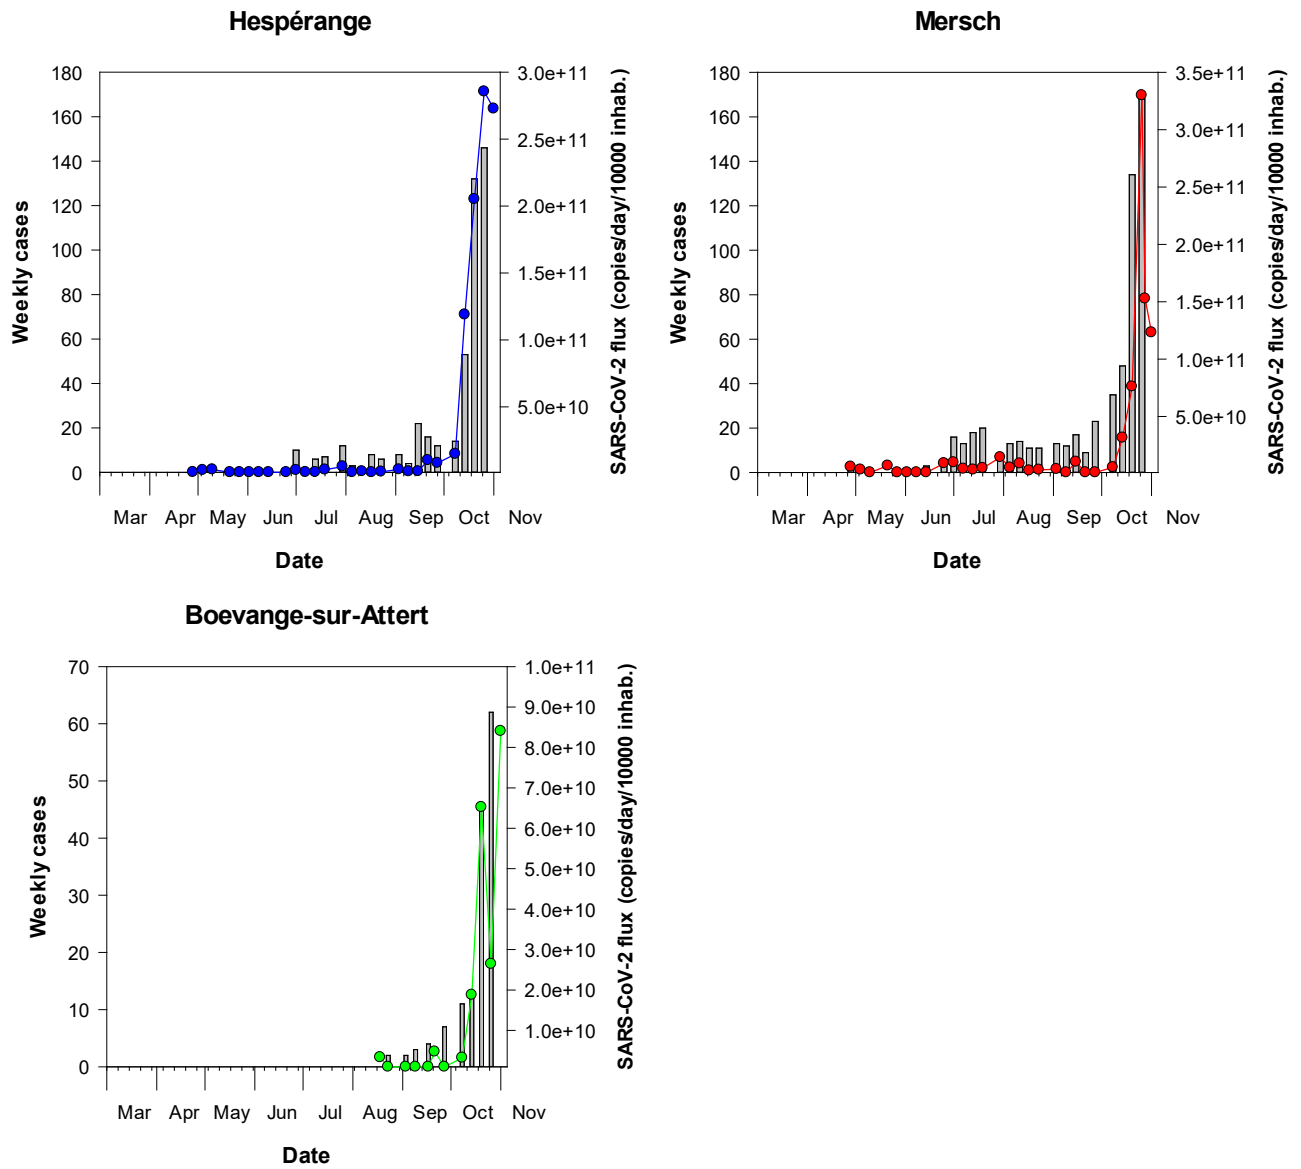 Hespérange
180
160
140
120
100
80
60
40
20
0
Weekly cases
3.0e+11
2.5e+11
2.0e+11
1.5e+11
1.0e+11
5.0e+10
SARS-CoV-2 flux (copies/day/10000 inhab.)
Mar Apr May Jun Jul Aug Sep Oct Nov
Date
Mersch
180
160
140
120
100
80
60
40
20
0
Weekly cases
3.5e+11
3.0e+11
2.5e+11
2.0e+11
1.5e+11
1.0e+11
5.0e+10
SARS-CoV-2 flux (copies/day/10000 inhab.)
Mar Apr May Jun Jul Aug Sep Oct Nov
Date
Boevange-sur-Attert
70
60
50
40
30
20
10
0
Weekly cases
1.0e+11
9.0e+10
8.0e+10
7.0e+10
6.0e+10
5.0e+10
4.0e+10
3.0e+10
2.0e+10
1.0e+10
SARS-CoV-2 flux (copies/day/10000 inhab.)
Mar Apr May Jun Jul Aug Sep Oct Nov
Date